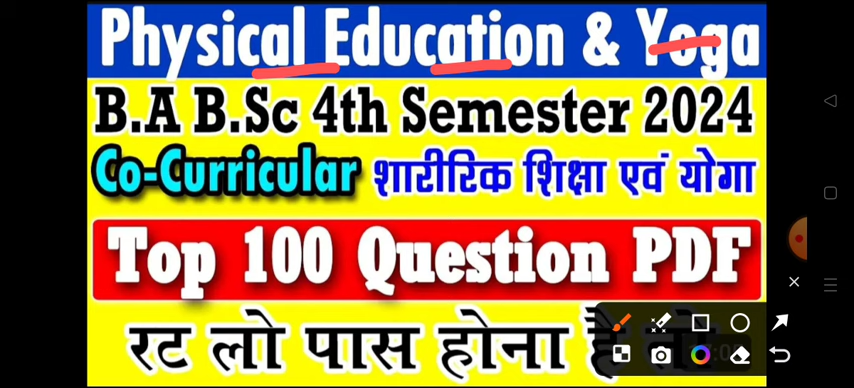 Physical Education & Yoga
B.A B.Sc 4th Semester 2024
Co-Curricular शारीरिक शिक्षा एवं योगा
Top 100 Question PDF
रट लो पास होना है तो